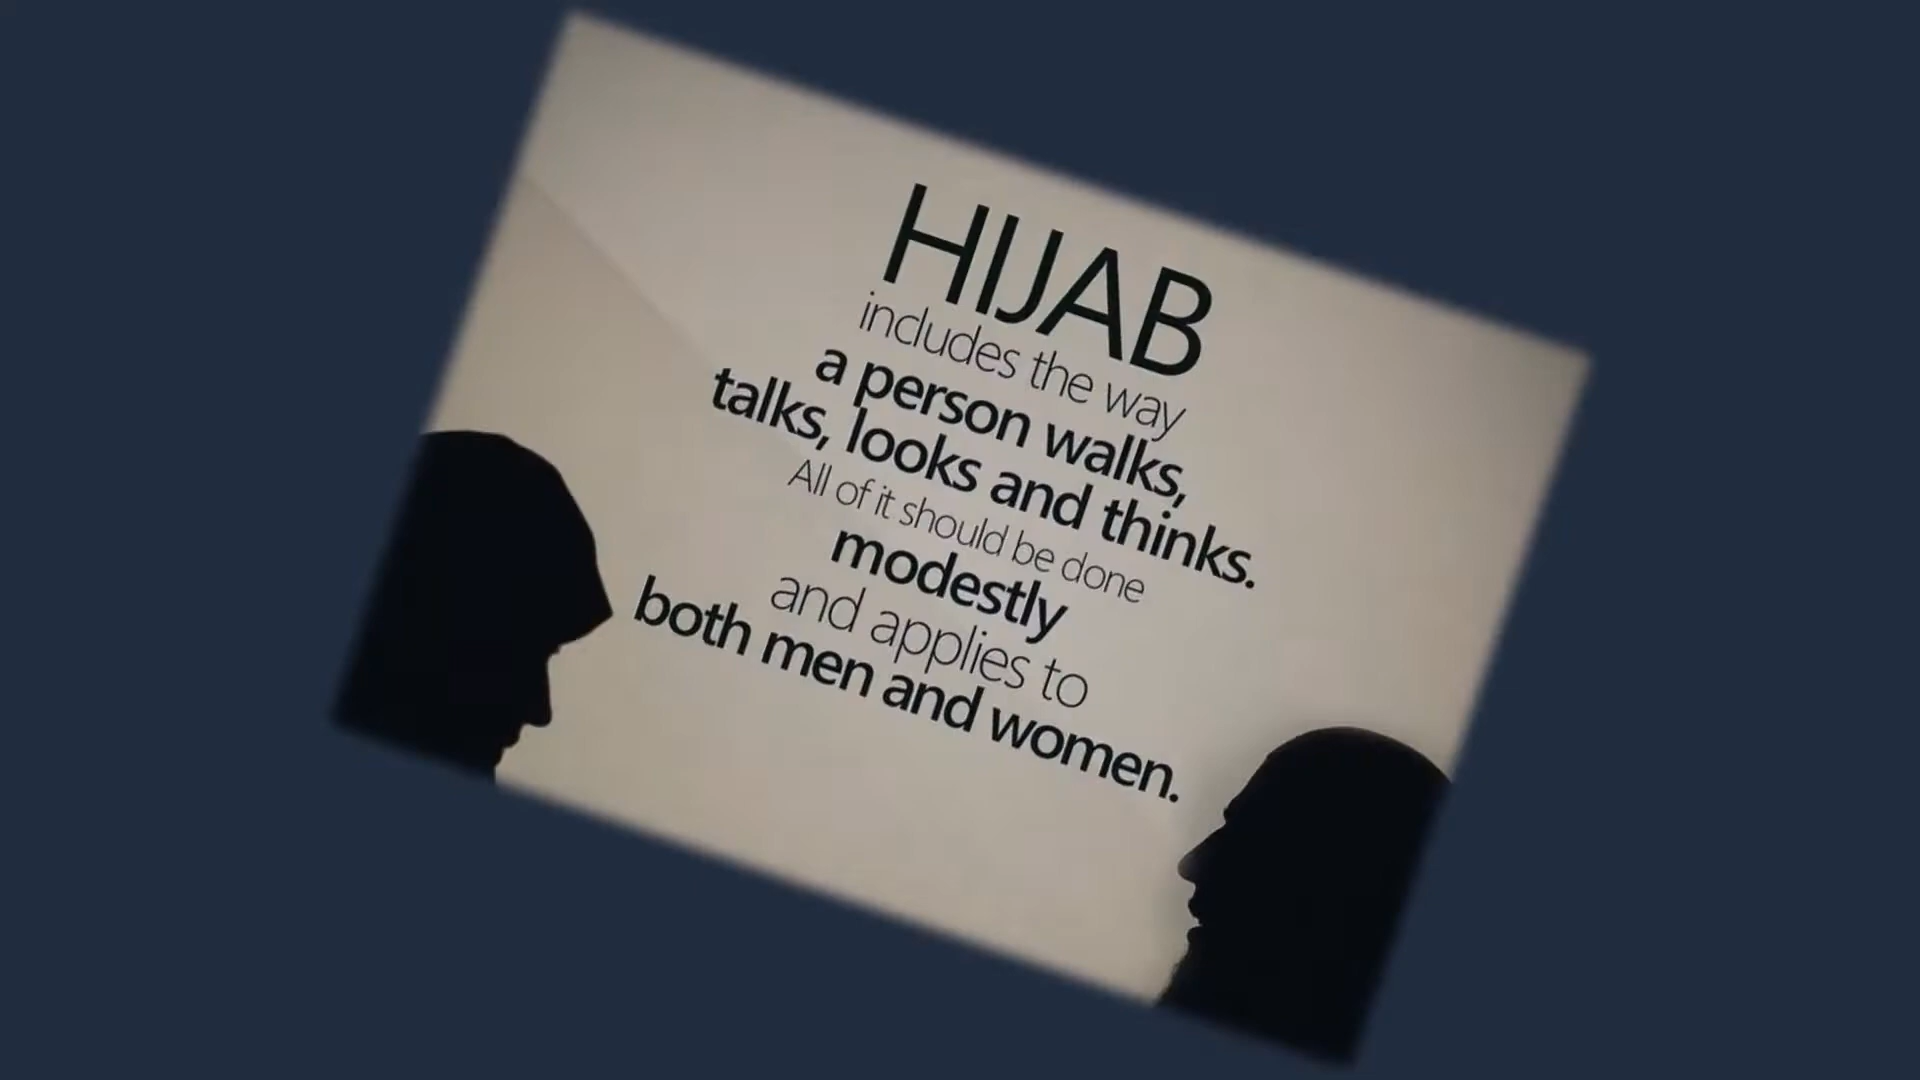 HIJAB
includes the way
a person walks,
talks, looks and thinks.
All of it should be done
modestly
and applies to
both men and women.